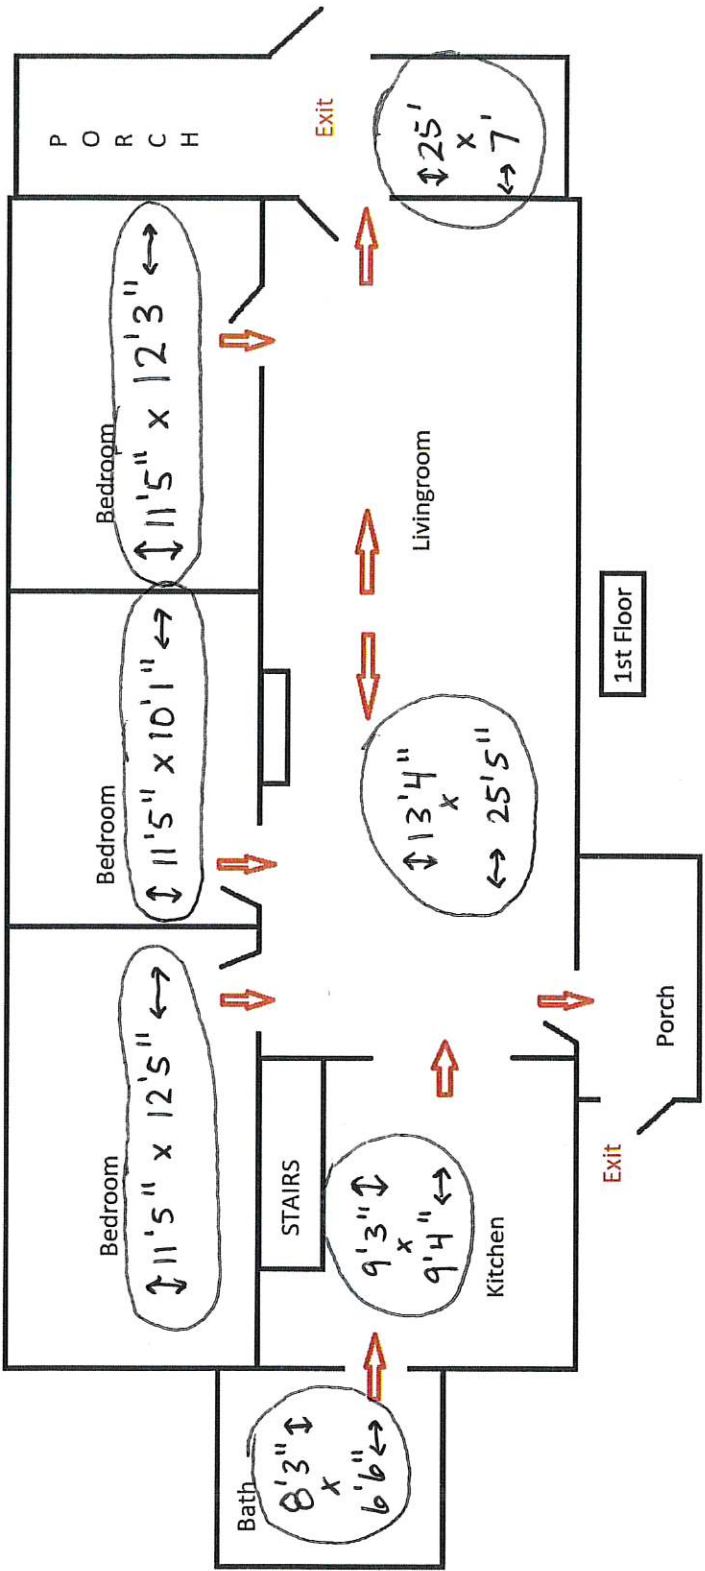 Bath
8'3" ↕
x
6'6" ↔
Bedroom
↕ 11'5" x 12'5" ↔
STAIRS
9'3" ↕
x
9'4" ↔
Kitchen
Exit
Porch
Bedroom
↕ 11'5" x 10'1" ↔
↕ 13'4"
x
↔ 25'5"
Livingroom
1st Floor
Bedroom
↕ 11'5" x 12'3" ↔
PORCH
Exit
↕ 25'
x
↔ 7'